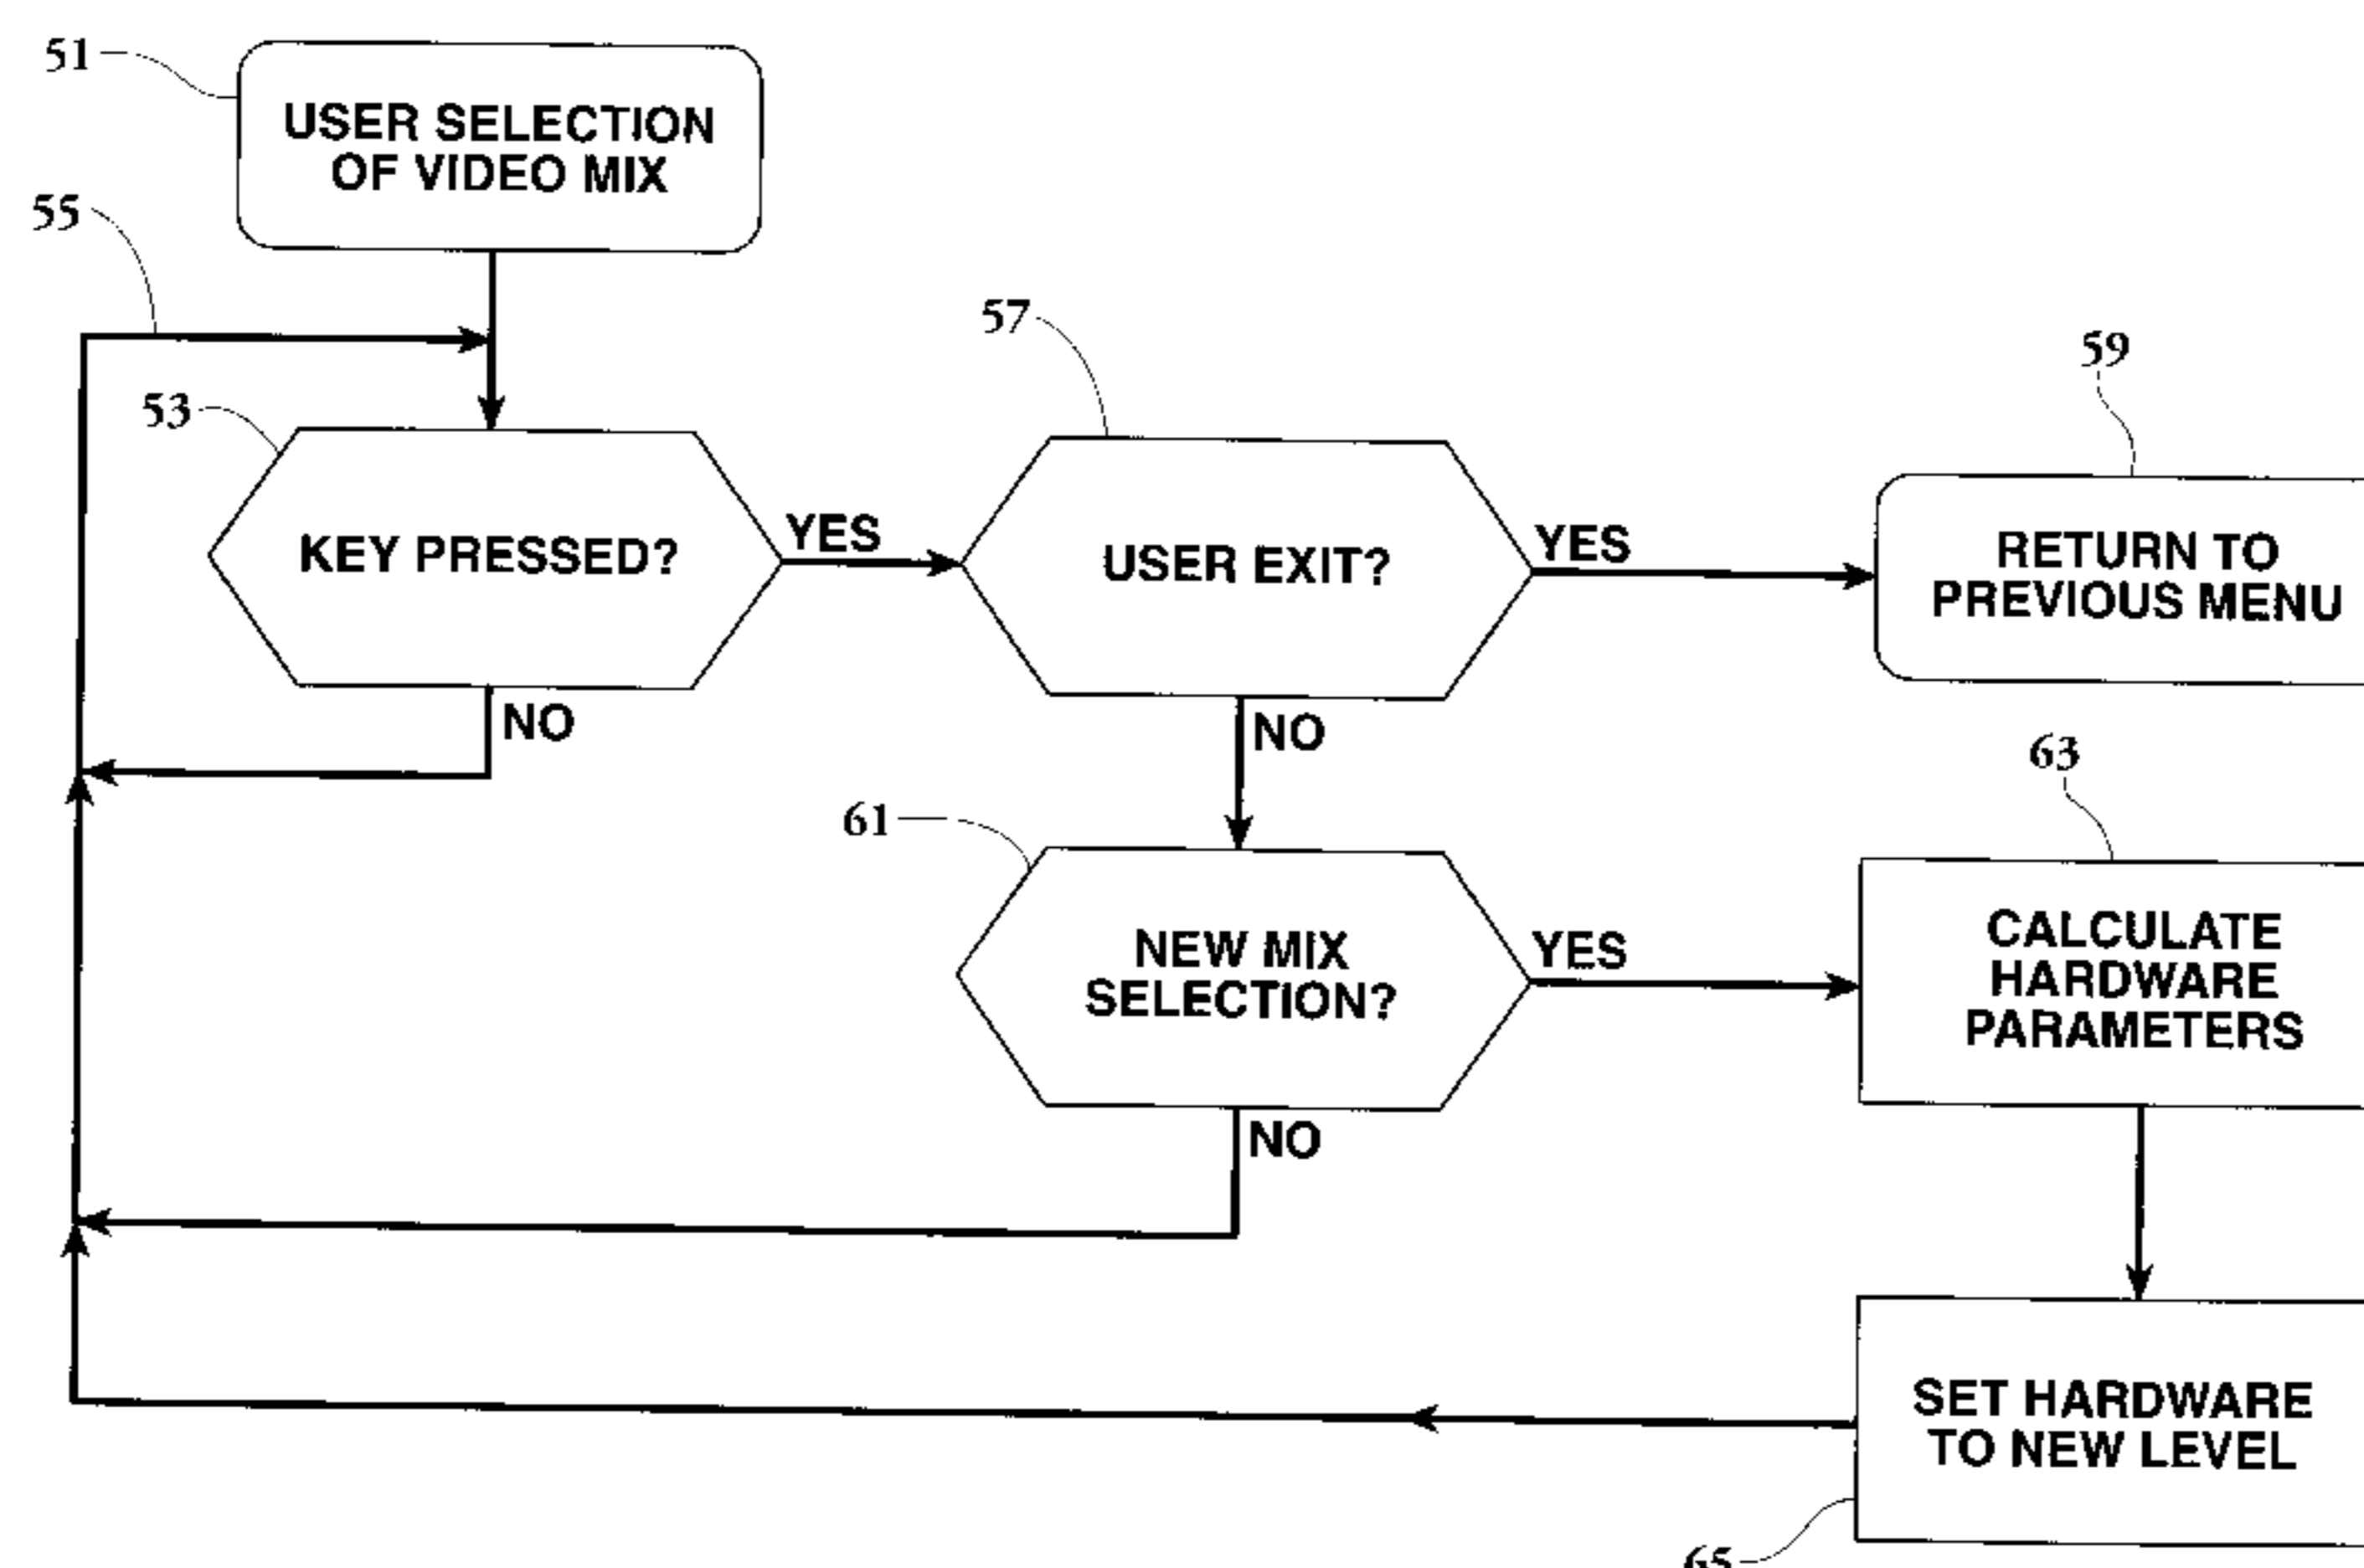 51
USER SELECTION
OF VIDEO MIX
55
53
KEY PRESSED?
YES
NO
57
USER EXIT?
YES
NO
59
RETURN TO
PREVIOUS MENU
61
NEW MIX
SELECTION?
YES
NO
63
CALCULATE
HARDWARE
PARAMETERS
SET HARDWARE
TO NEW LEVEL
65